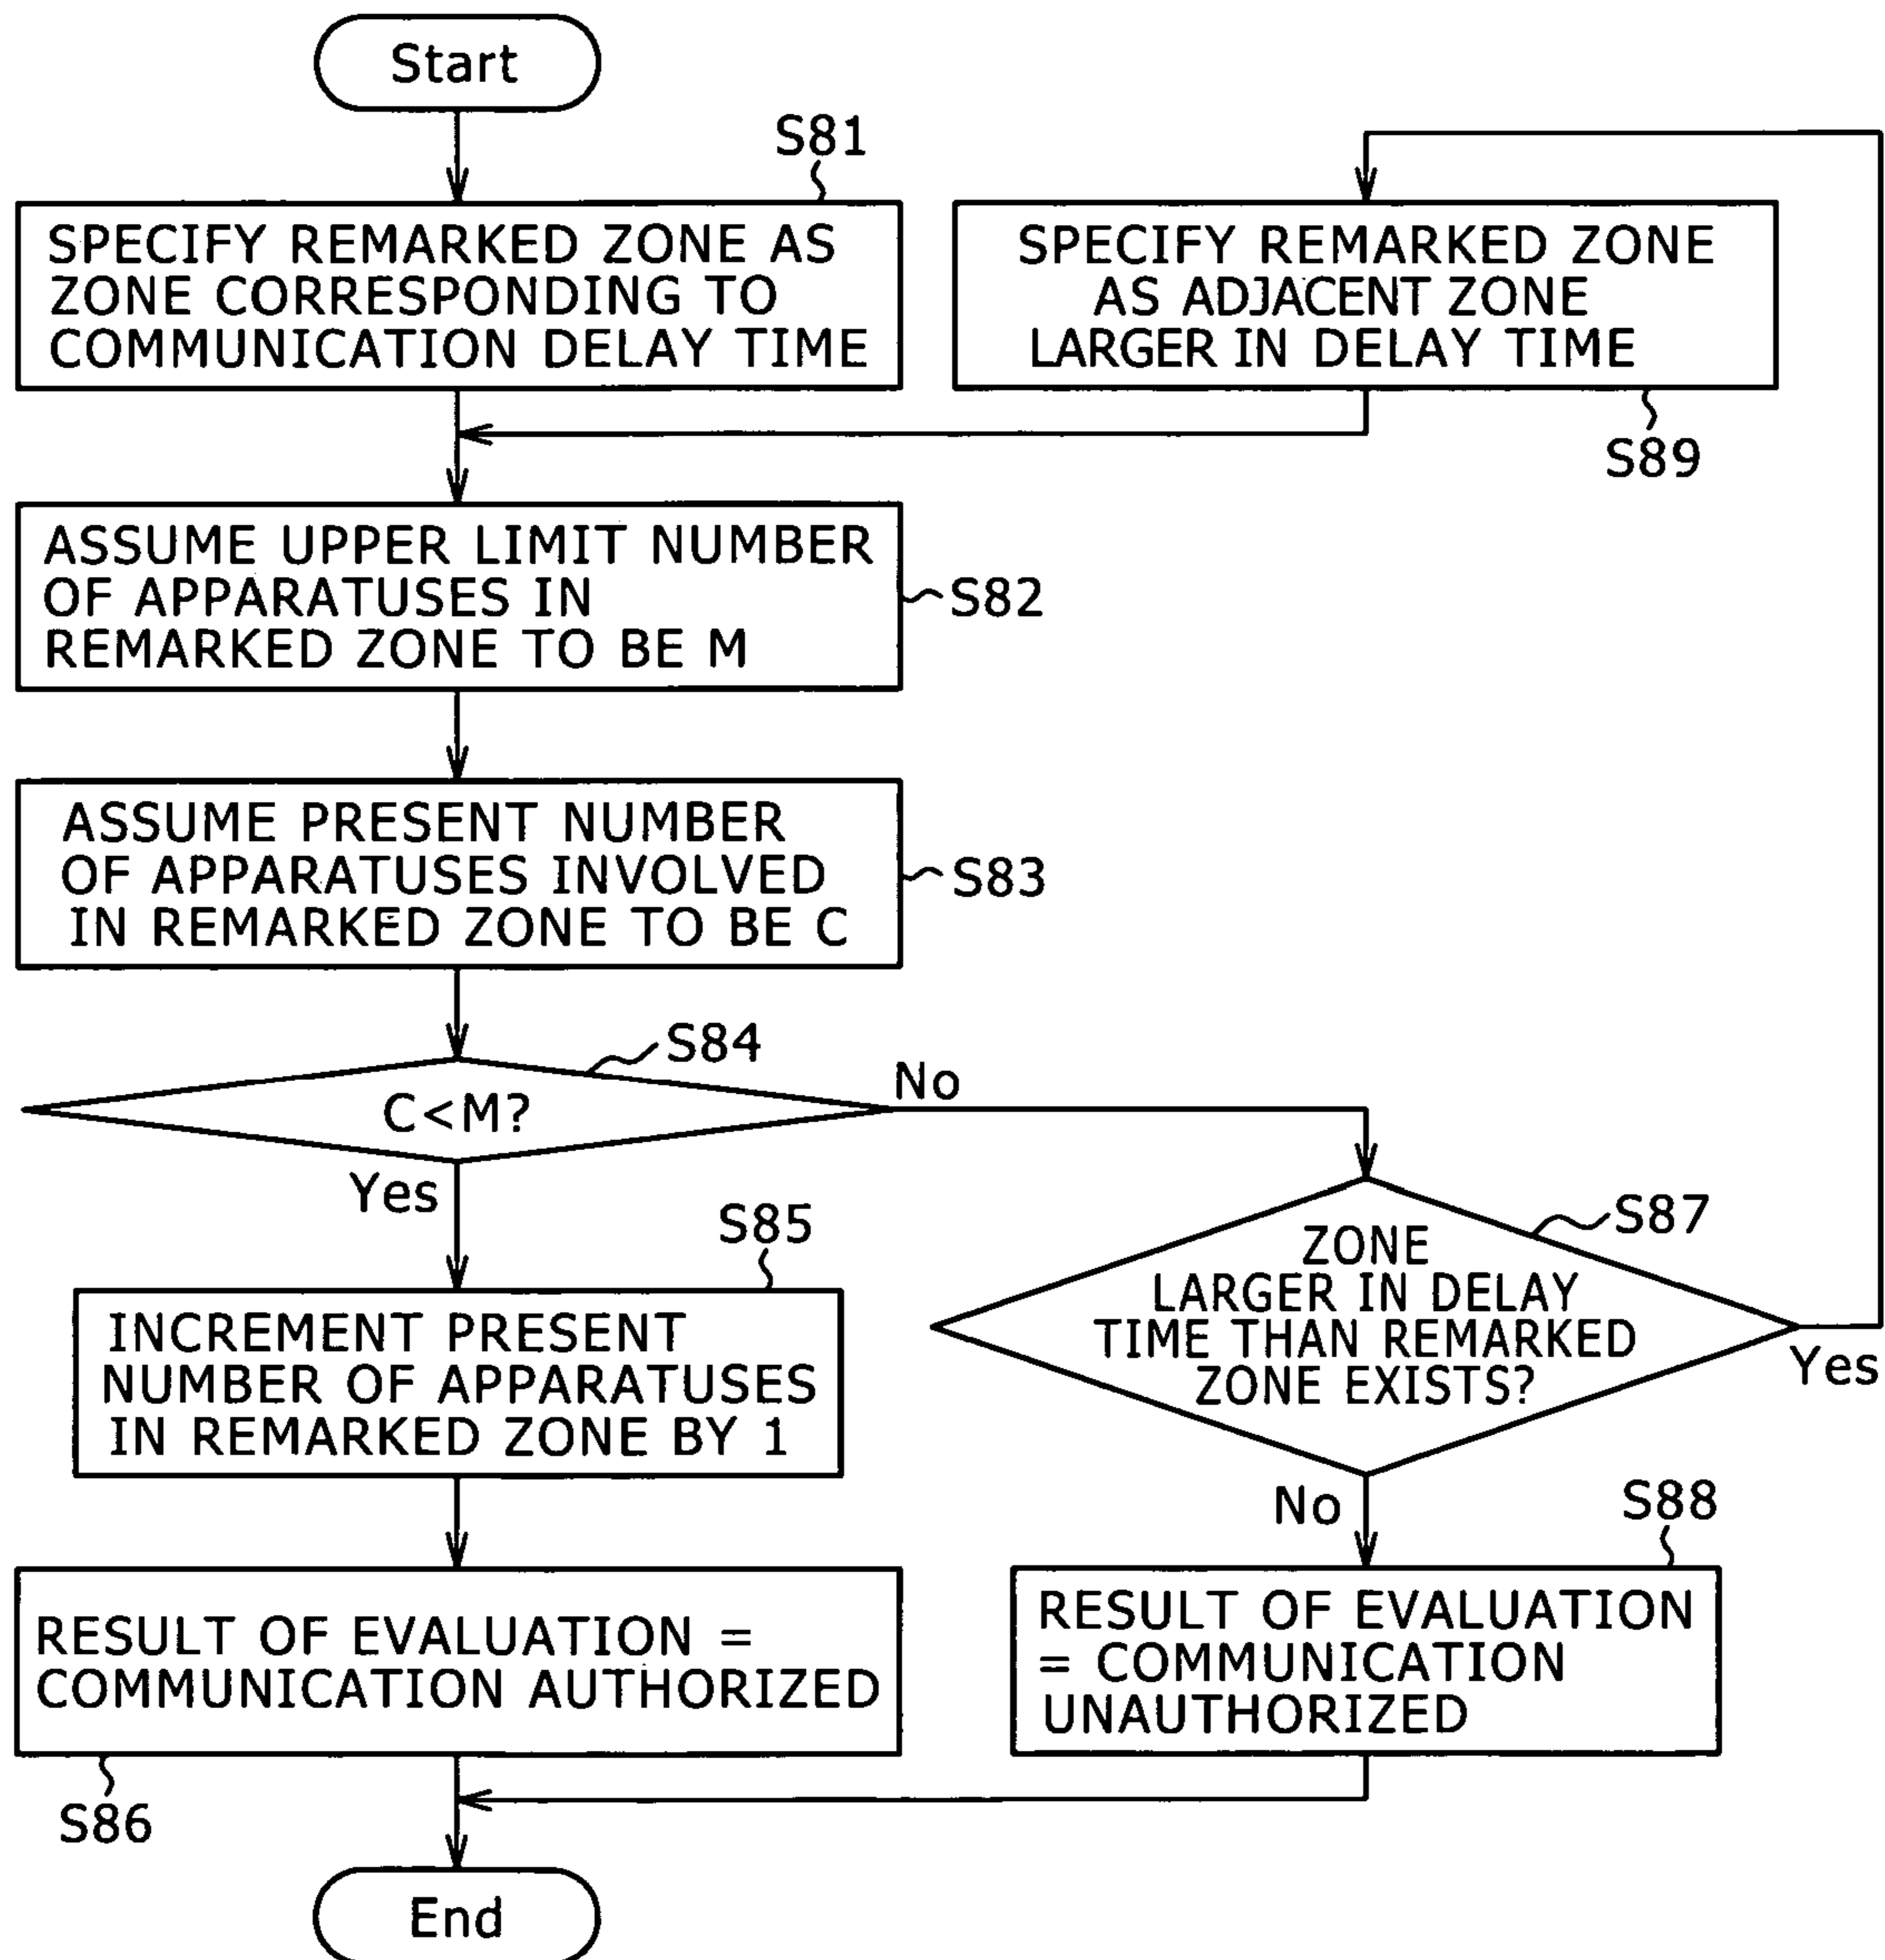 Start
S81
SPECIFY REMARKED ZONE AS
ZONE CORRESPONDING TO
COMMUNICATION DELAY TIME
SPECIFY REMARKED ZONE
AS ADJACENT ZONE
LARGER IN DELAY TIME
S89
ASSUME UPPER LIMIT NUMBER
OF APPARATUSES IN
REMARKED ZONE TO BE M
S82
ASSUME PRESENT NUMBER
OF APPARATUSES INVOLVED
IN REMARKED ZONE TO BE C
S83
S84
C<M?
No
Yes
S85
INCREMENT PRESENT
NUMBER OF APPARATUSES
IN REMARKED ZONE BY 1
S87
ZONE
LARGER IN DELAY
TIME THAN REMARKED
ZONE EXISTS?
Yes
No
S88
RESULT OF EVALUATION =
COMMUNICATION AUTHORIZED
S86
RESULT OF EVALUATION
= COMMUNICATION
UNAUTHORIZED
End